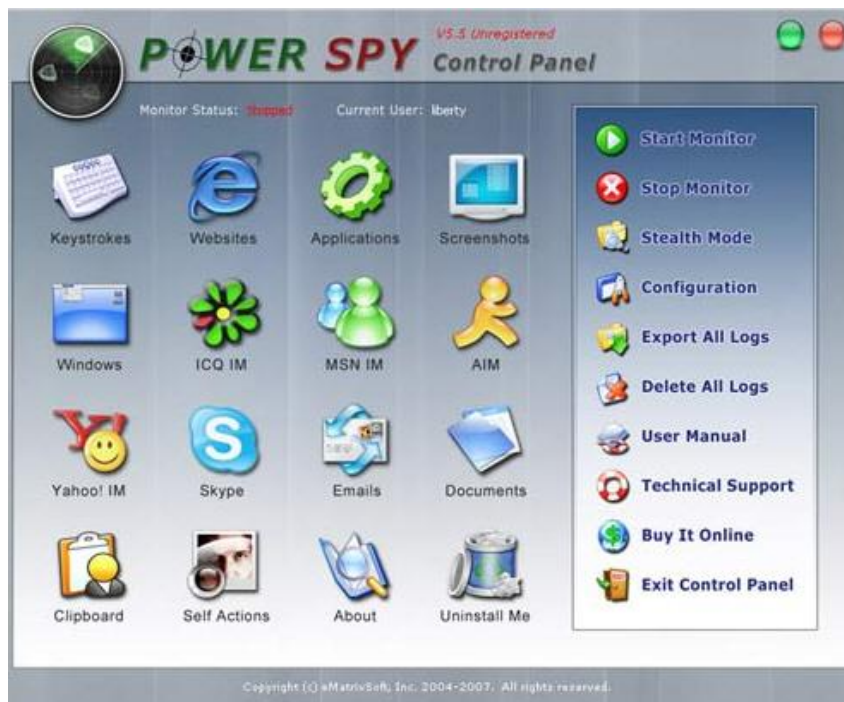 POWER SPY
V5.5 Unregistered
Control Panel
Monitor Status: Stopped
Current User: liberty
Keystrokes
Websites
Applications
Screenshots
Windows
ICQ IM
MSN IM
AIM
Yahoo! IM
Skype
Emails
Documents
Clipboard
Self Actions
About
Uninstall Me
Start Monitor
Stop Monitor
Stealth Mode
Configuration
Export All Logs
Delete All Logs
User Manual
Technical Support
Buy It Online
Exit Control Panel
Copyright (c) eMatrixSoft, Inc. 2004-2007. All rights reserved.